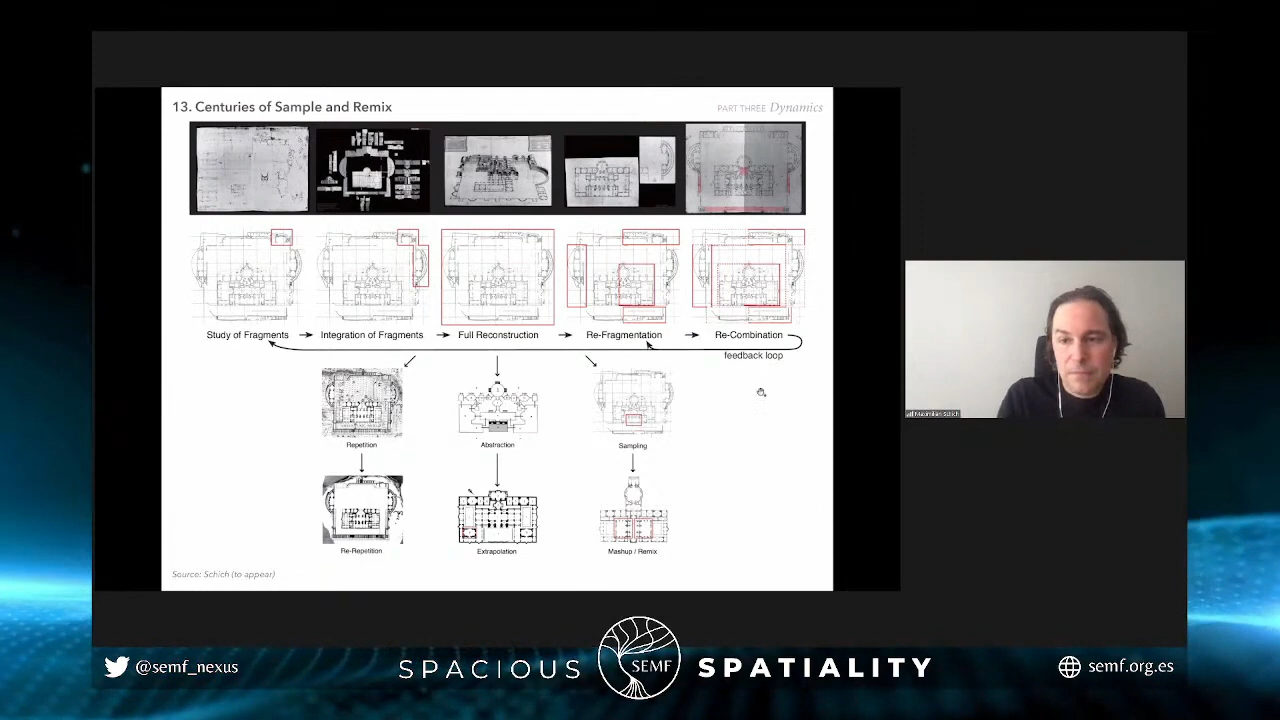 13. Centuries of Sample and Remix
PART THREE Dynamics
Study of Fragments
Integration of Fragments
Full Reconstruction
Re-Fragmentation
Re-Combination
feedback loop
Repetition
Abstraction
Sampling
Re-Repetition
Extrapolation
Mashup / Remix
Source: Schich (to appear)
Maximilian Schich
@semf_nexus
SPACIOUS
SEMF
SPATIALITY
semf.org.es